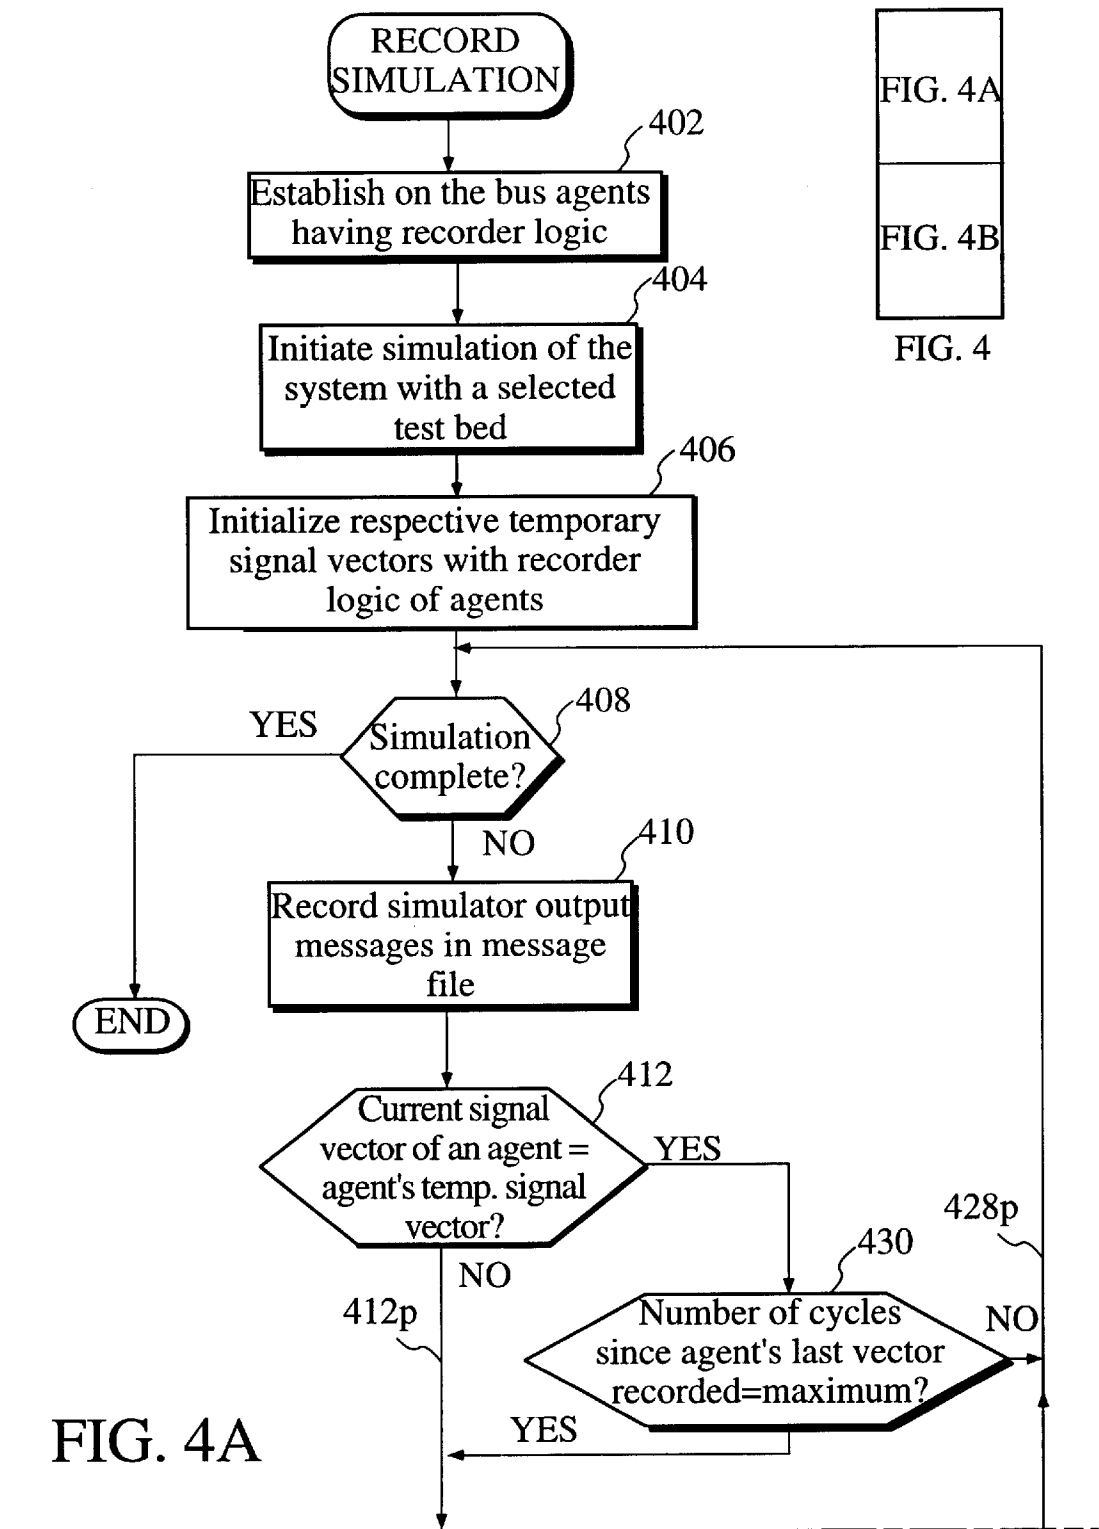 RECORD
SIMULATION
402
Establish on the bus agents
having recorder logic
404
Initiate simulation of the
system with a selected
test bed
406
Initialize respective temporary
signal vectors with recorder
logic of agents
408
YES
Simulation
complete?
NO
410
Record simulator output
messages in message
file
END
412
Current signal
vector of an agent =
agent's temp. signal
vector?
YES
NO
412p
428p
430
Number of cycles
since agent's last vector
recorded=maximum?
NO
YES
FIG. 4A
FIG. 4A
FIG. 4B
FIG. 4